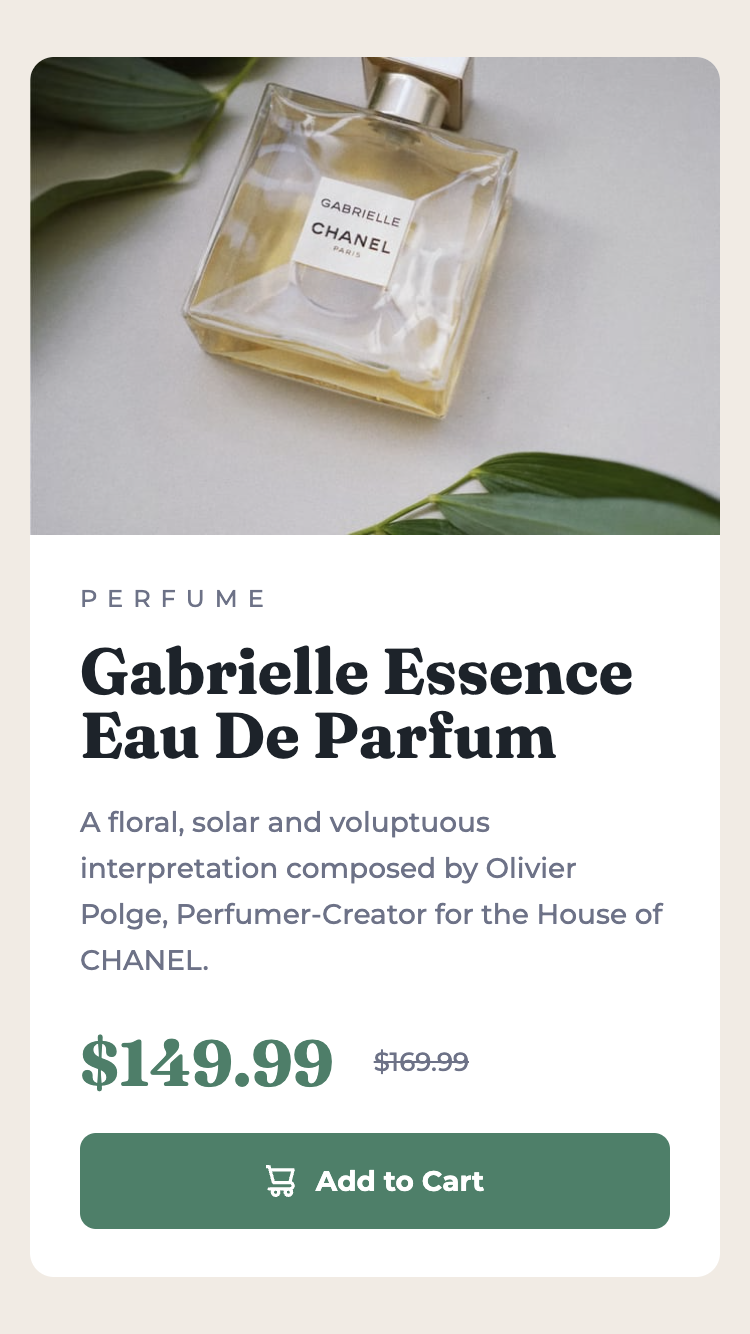 GABRIELLE
CHANEL
PARIS
PERFUME
Gabrielle Essence
Eau De Parfum
A floral, solar and voluptuous
interpretation composed by Olivier
Polge, Perfumer-Creator for the House of
CHANEL.
$149.99 $169.99
Add to Cart